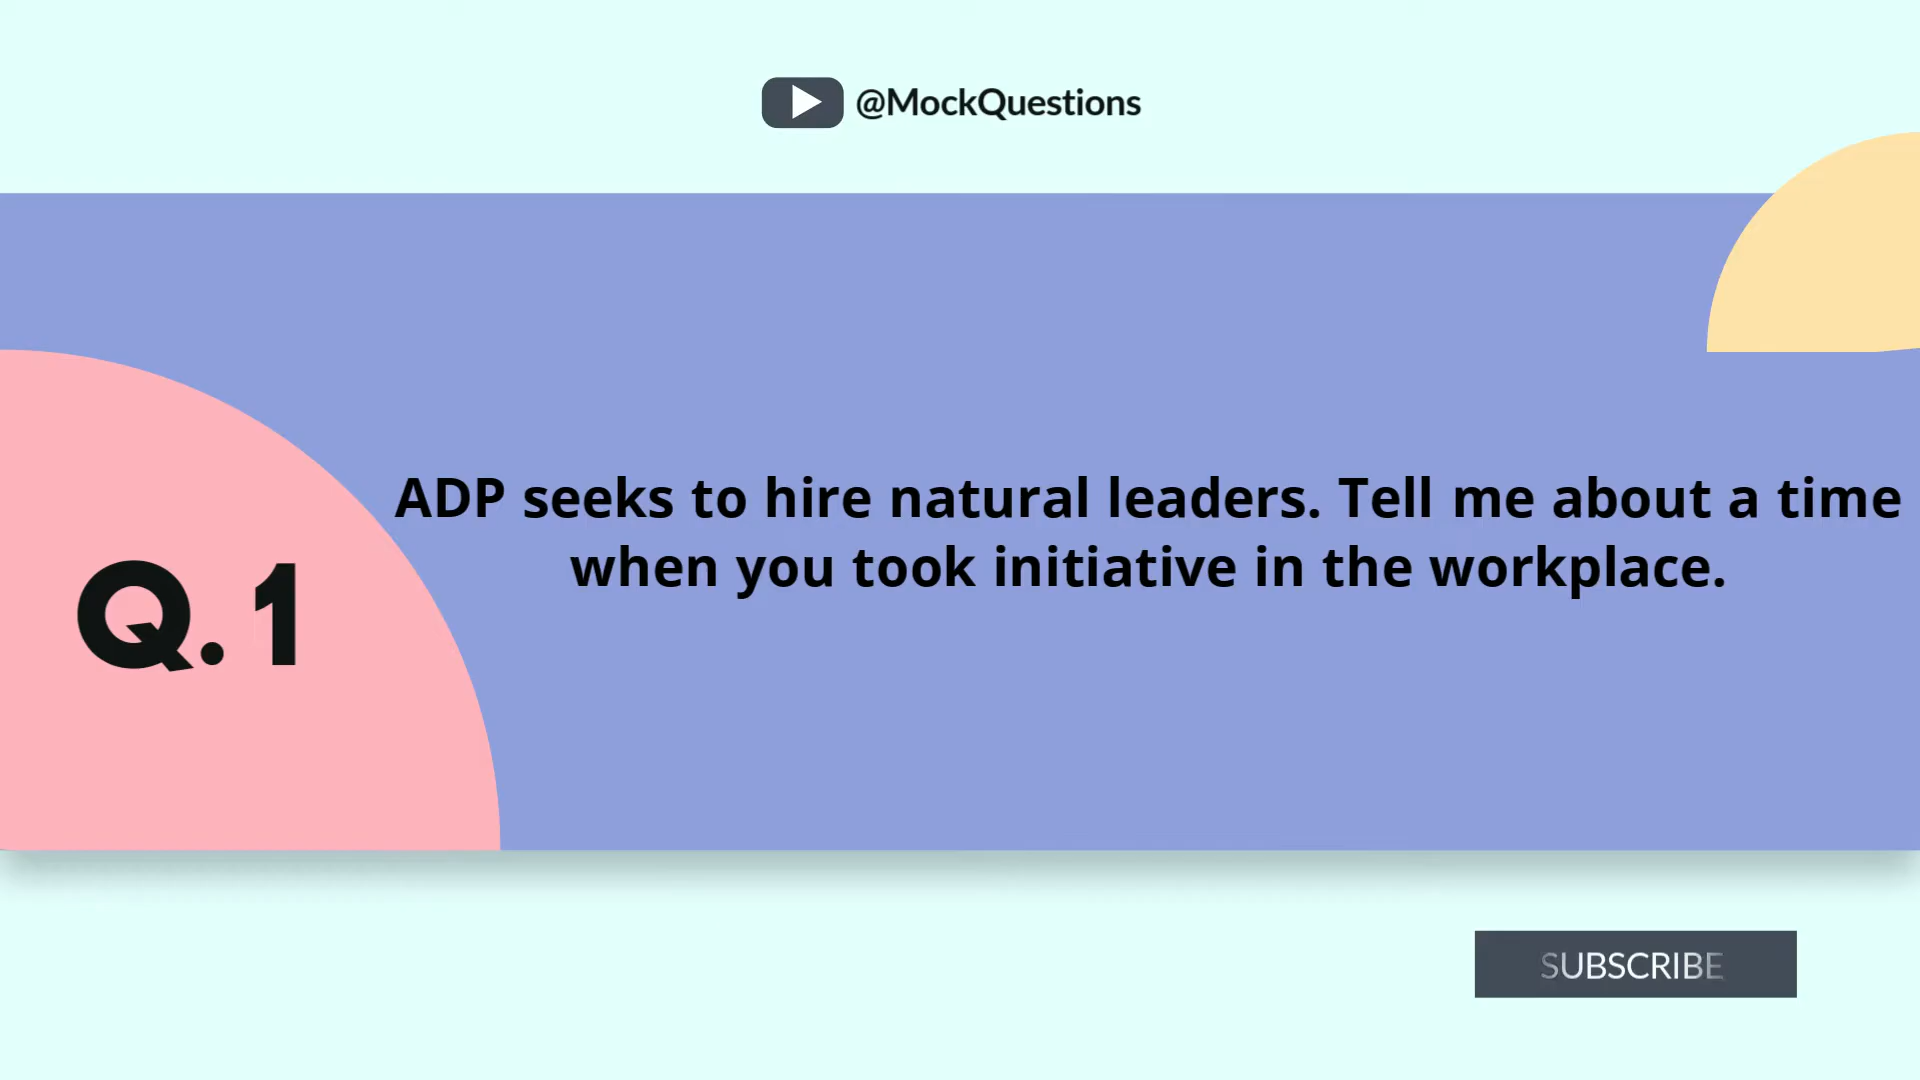 @MockQuestions
ADP seeks to hire natural leaders. Tell me about a time
when you took initiative in the workplace.
Q.1
SUBSCRIBE